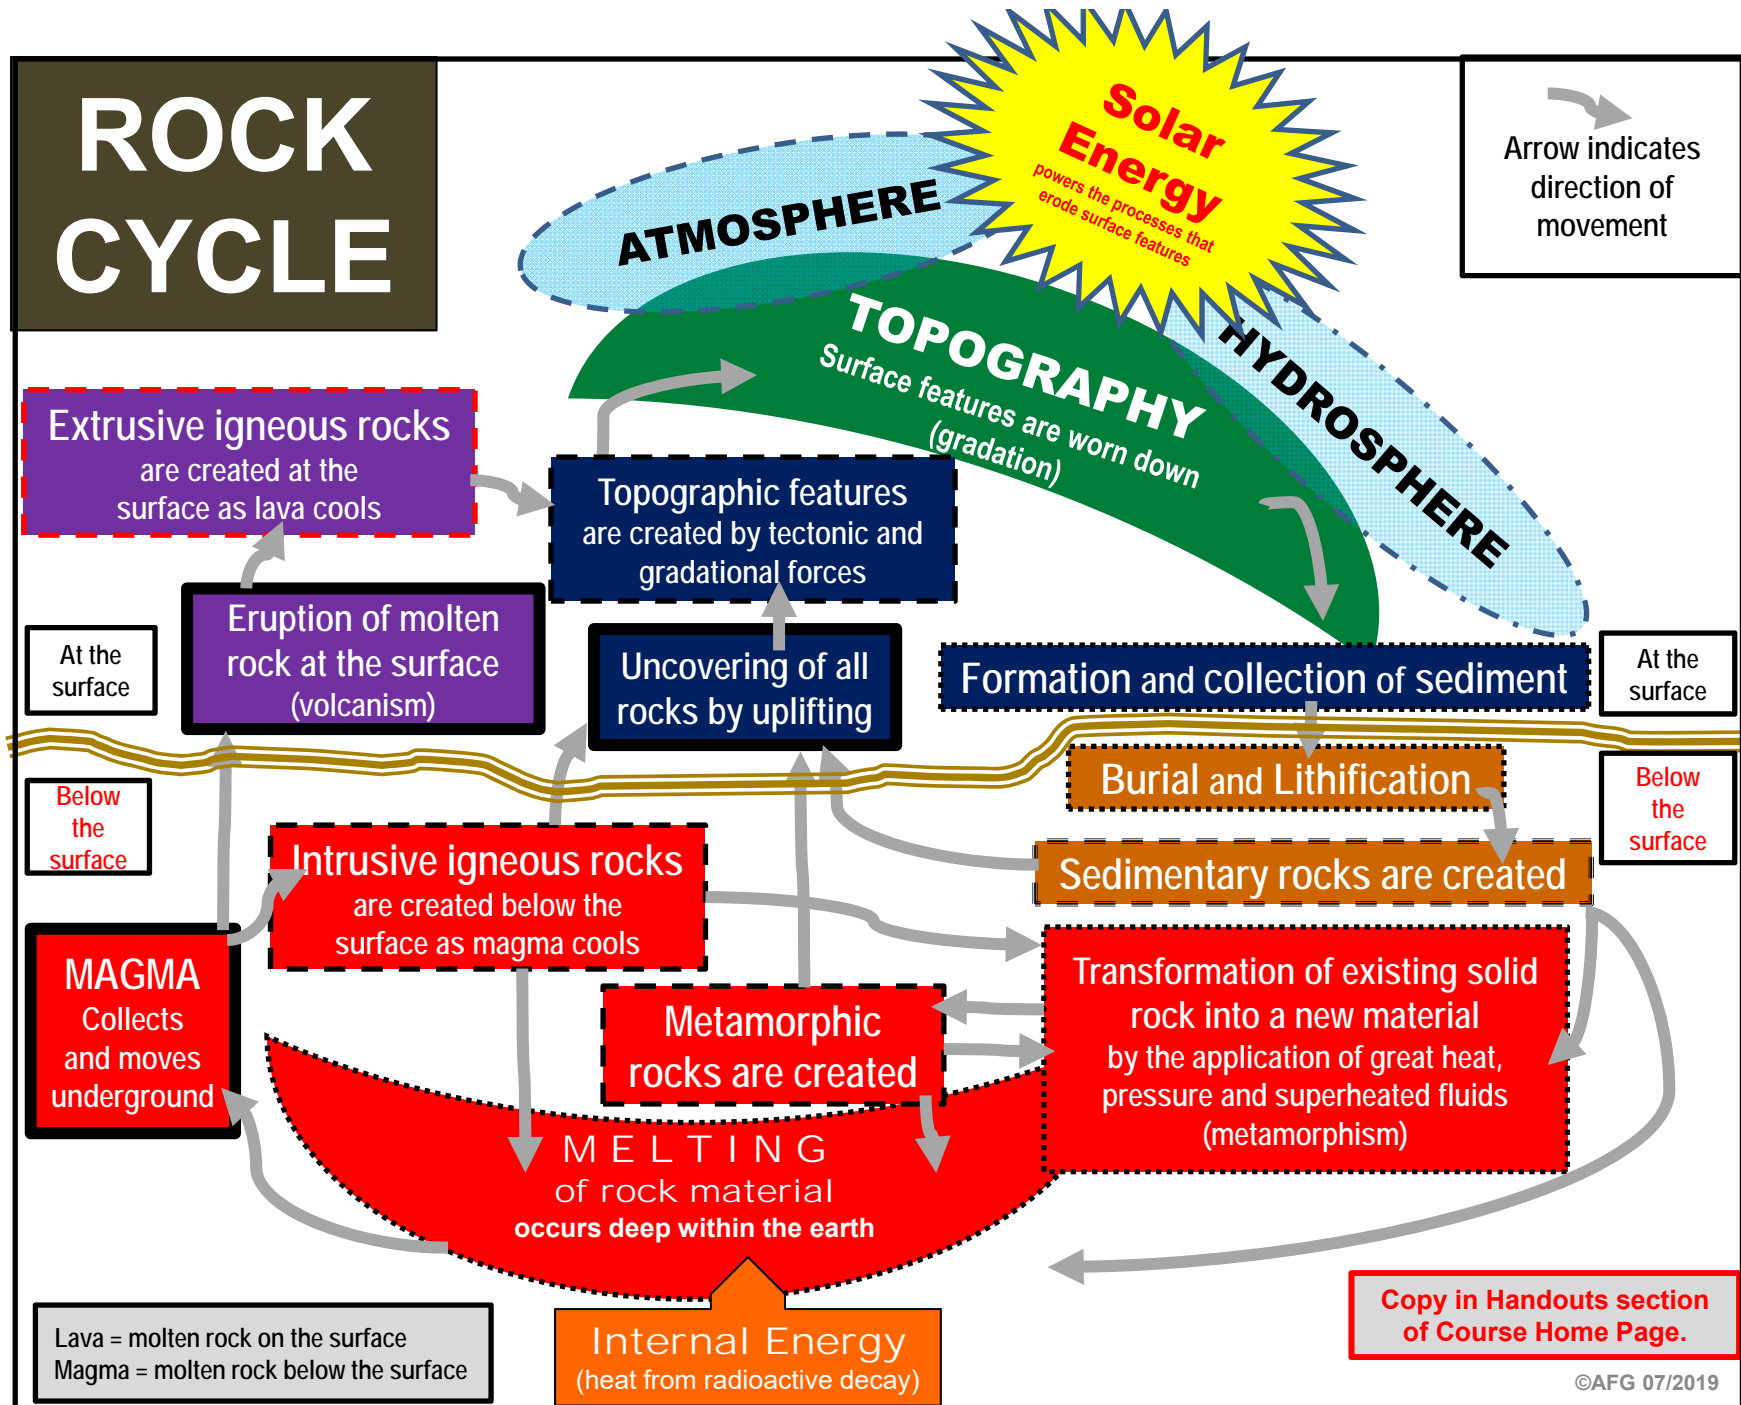 ROCK
CYCLE
Solar
Energy
powers the processes that
erode surface features
Arrow indicates
direction of
movement
ATMOSPHERE
TOPOGRAPHY
Surface features are worn down
(gradation)
HYDROSPHERE
Extrusive igneous rocks
are created at the
surface as lava cools
Topographic features
are created by tectonic and
gradational forces
Eruption of molten
rock at the surface
(volcanism)
At the
surface
Uncovering of all
rocks by uplifting
Formation and collection of sediment
At the
surface
Below
the
surface
Burial and Lithification
Below
the
surface
Intrusive igneous rocks
are created below the
surface as magma cools
Sedimentary rocks are created
MAGMA
Collects
and moves
underground
Metamorphic
rocks are created
Transformation of existing solid
rock into a new material
by the application of great heat,
pressure and superheated fluids
(metamorphism)
MELTING
of rock material
occurs deep within the earth
Internal Energy
(heat from radioactive decay)
Lava = molten rock on the surface
Magma = molten rock below the surface
Copy in Handouts section
of Course Home Page.
©AFG 07/2019